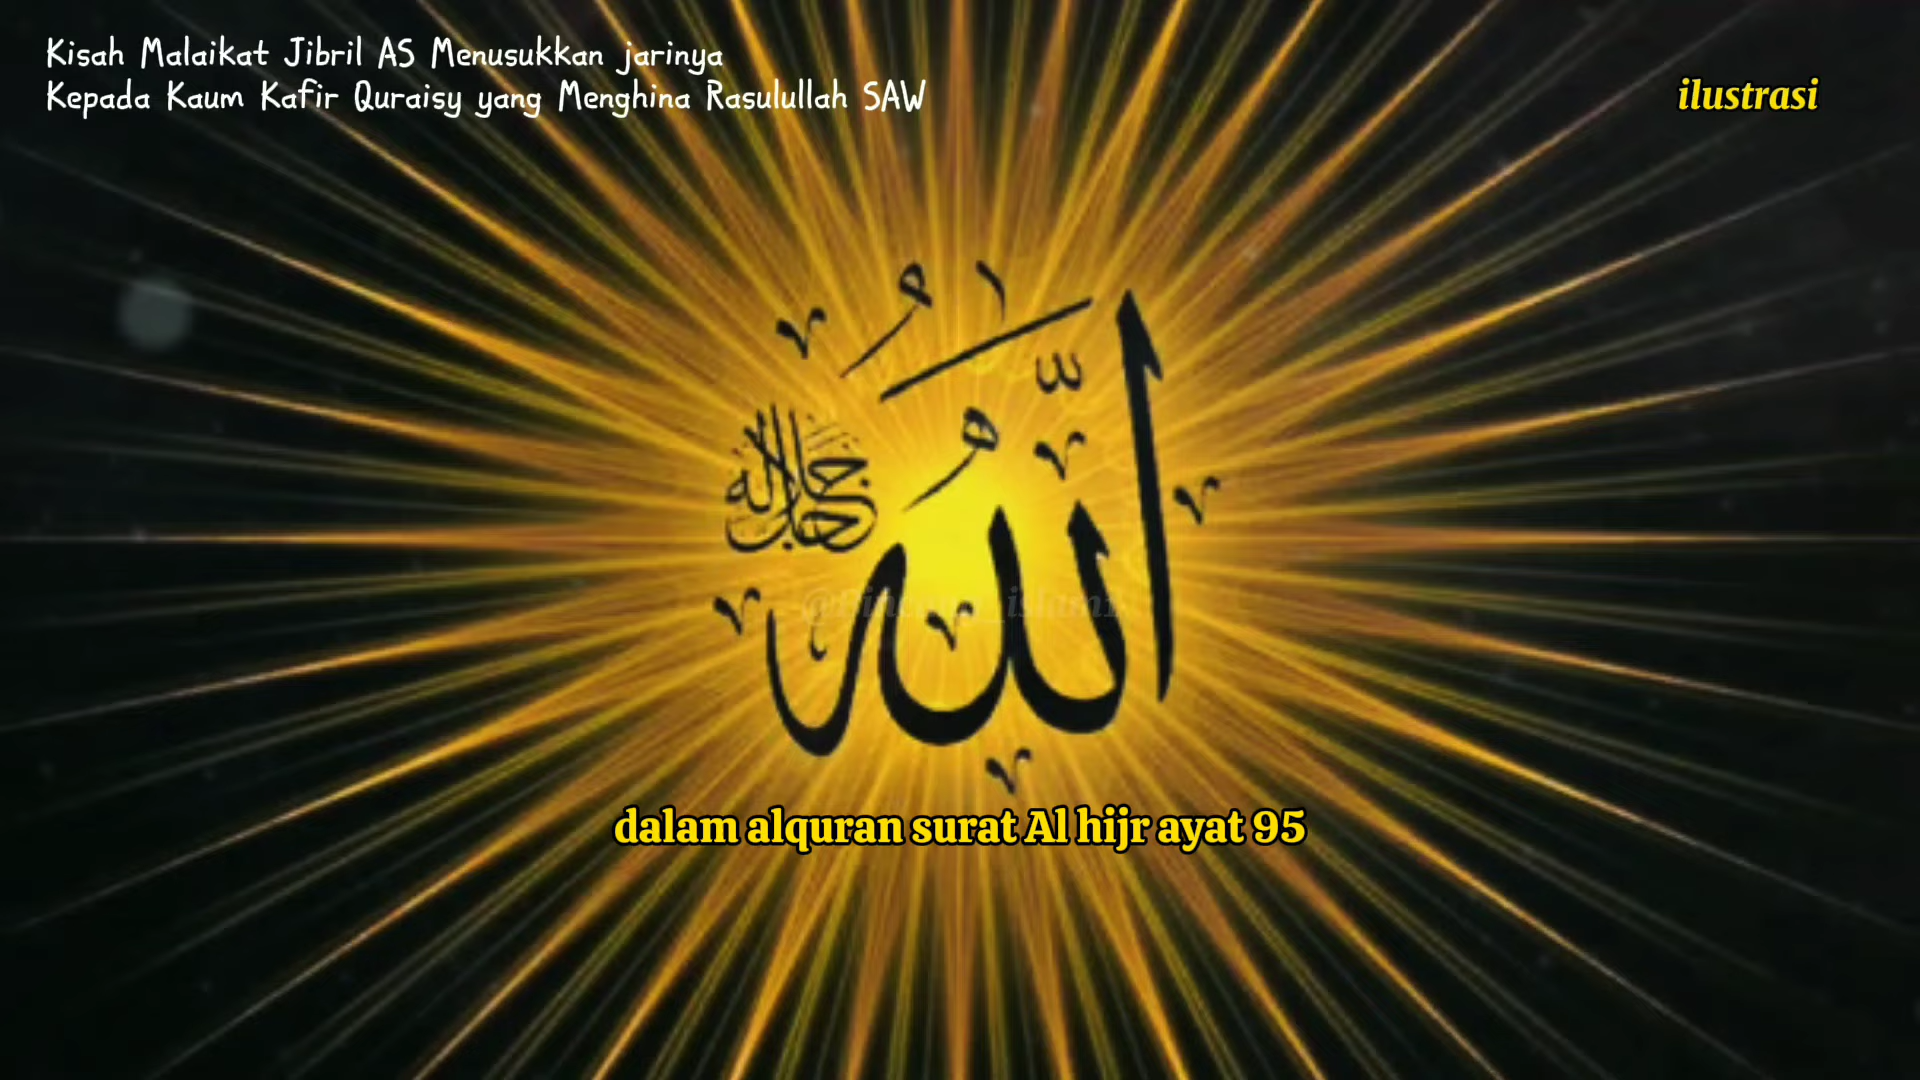 Kisah Malaikat Jibril AS Menusukkan jarinya
Kepada Kaum Kafir Quraisy yang Menghina Rasulullah SAW
ilustrasi
اللّٰهُ
جل جلاله
dalam alquran surat Al hijr ayat 95